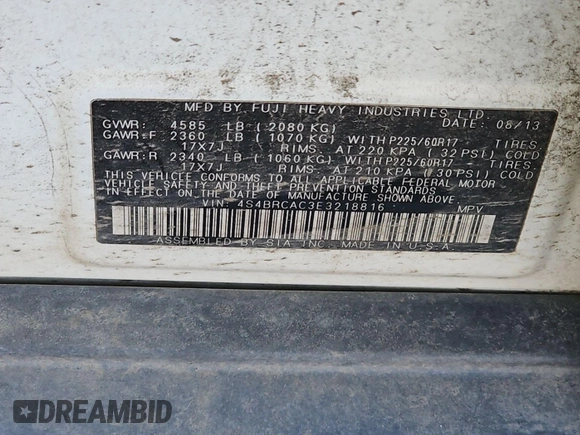 MFD BY FUJI HEAVY INDUSTRIES LTD.
GVWR: 4585 LB ( 2080 KG) DATE: 08/13
GAWR:F 2360 LB ( 1070 KG) WITH P225/60R17 TIRES
17X7J RIMS, AT 220 KPA ( 32 PSI) COLD
GAWR:R 2340 LB ( 1060 KG) WITH P225/60R17 TIRES
17X7J RIMS, AT 210 KPA ( 30 PSI) COLD
THIS VEHICLE CONFORMS TO ALL APPLICABLE FEDERAL MOTOR
VEHICLE SAFETY AND THEFT PREVENTION STANDARDS IN
EFFECT ON THE DATE OF MANUFACTURE SHOWN ABOVE.
VIN: 4S4BRCAC3E3218816 MPV
ASSEMBLED BY SIA INC. MADE IN U.S.A.
DREAMBID